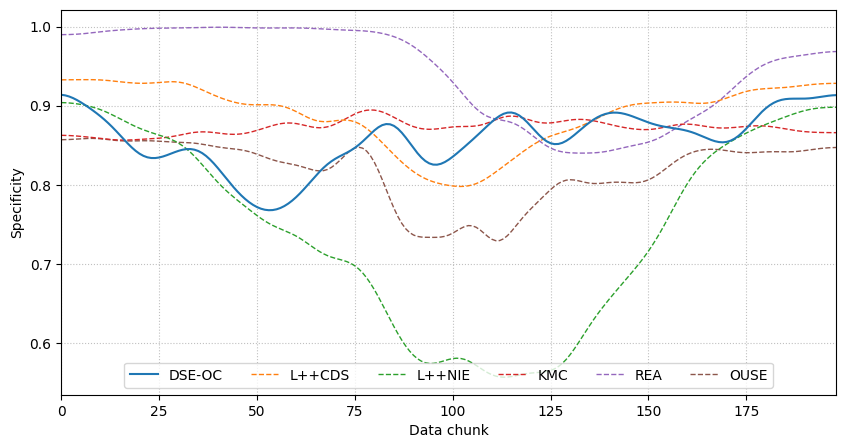 1.0
0.9
0.8
0.7
0.6
Specificity
DSE-OC L++CDS L++NIE KMC REA OUSE
0 25 50 75 100 125 150 175
Data chunk